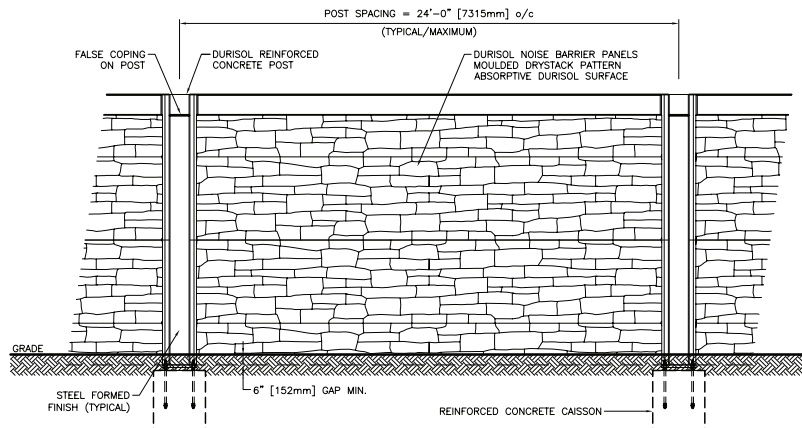 POST SPACING = 24'-0" [7315mm] o/c
(TYPICAL/MAXIMUM)
FALSE COPING
ON POST
DURISOL REINFORCED
CONCRETE POST
DURISOL NOISE BARRIER PANELS
MOULDED DRYSTACK PATTERN
ABSORPTIVE DURISOL SURFACE
GRADE
STEEL FORMED
FINISH (TYPICAL)
6" [152mm] GAP MIN.
REINFORCED CONCRETE CAISSON